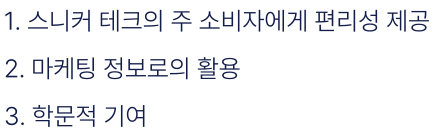 1. 스니커 테크의 주 소비자에게 편리성 제공
2. 마케팅 정보로의 활용
3. 학문적 기여